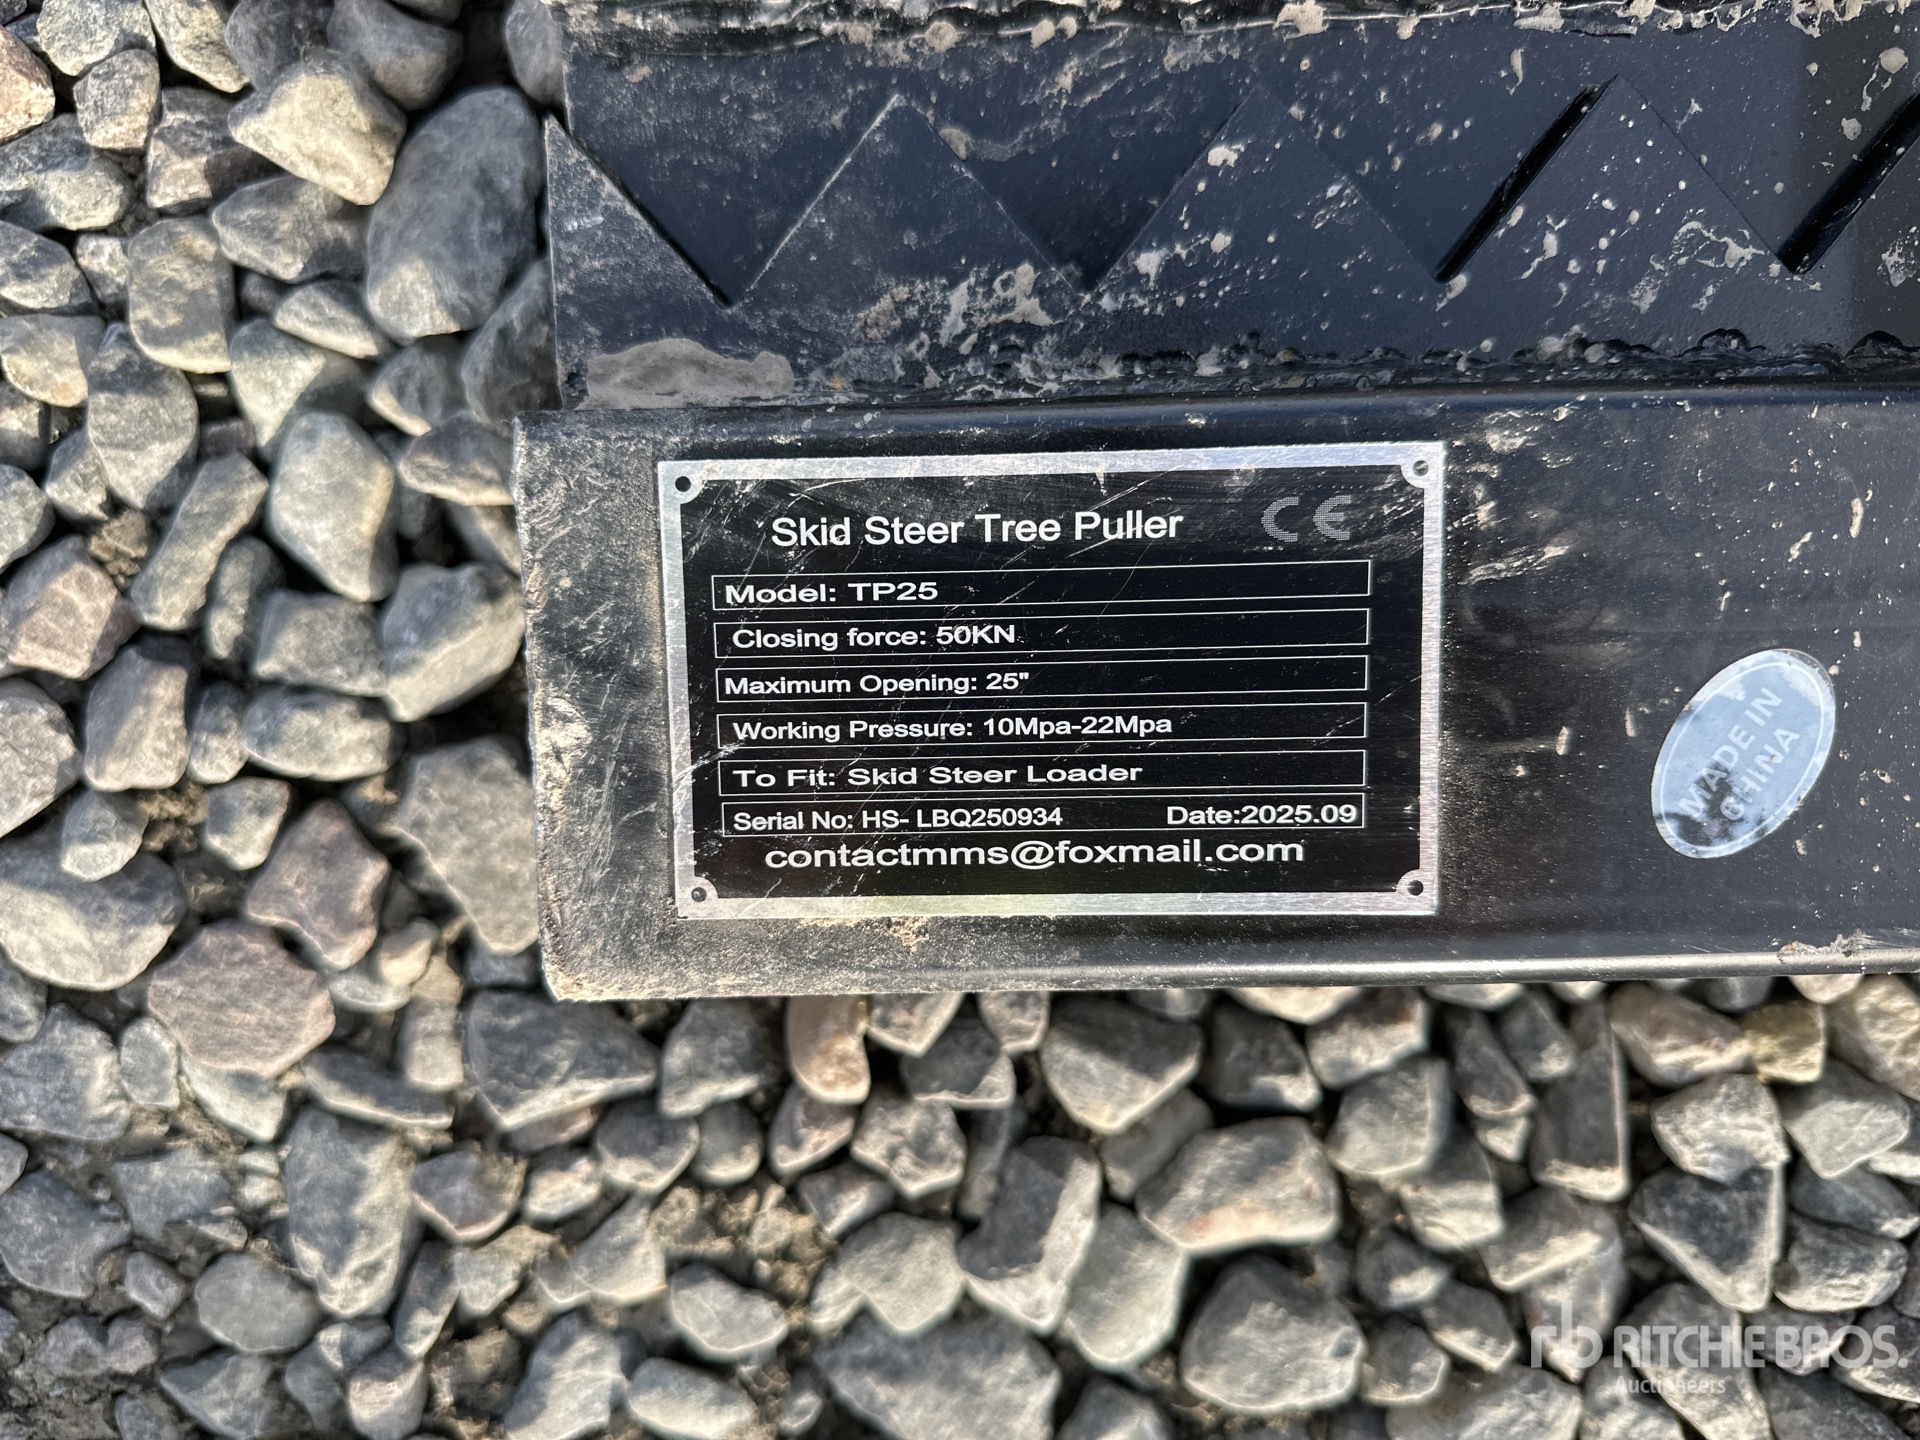 Skid Steer Tree Puller CE
Model: TP25
Closing force: 50KN
Maximum Opening: 25"
Working Pressure: 10Mpa-22Mpa
To Fit: Skid Steer Loader
Serial No: HS- LBQ250934 Date:2025.09
contactmms@foxmail.com
MADE IN
CHINA
rb RITCHIE BROS.
Auctioneers